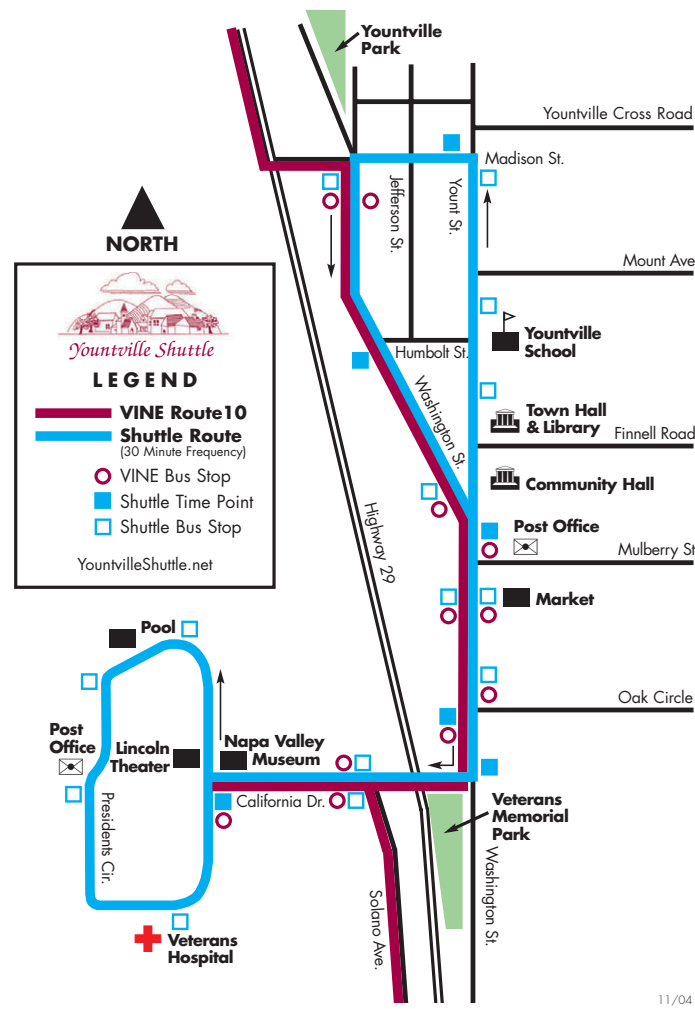 Yountville
Park
Yountville Cross Road
Madison St.
Jefferson St.
Yount St.
NORTH
Mount Ave
Yountville Shuttle
LEGEND
VINE Route10
Shuttle Route
(30 Minute Frequency)
VINE Bus Stop
Shuttle Time Point
Shuttle Bus Stop
YountvilleShuttle.net
Yountville
School
Humbolt St.
Washington St.
Town Hall
& Library
Finnell Road
Community Hall
Highway 29
Post Office
Mulberry St
Market
Pool
Oak Circle
Post
Office
Lincoln
Theater
Napa Valley
Museum
California Dr.
Presidents Cir.
Veterans
Memorial
Park
Washington St.
Solano Ave.
Veterans
Hospital
11/04